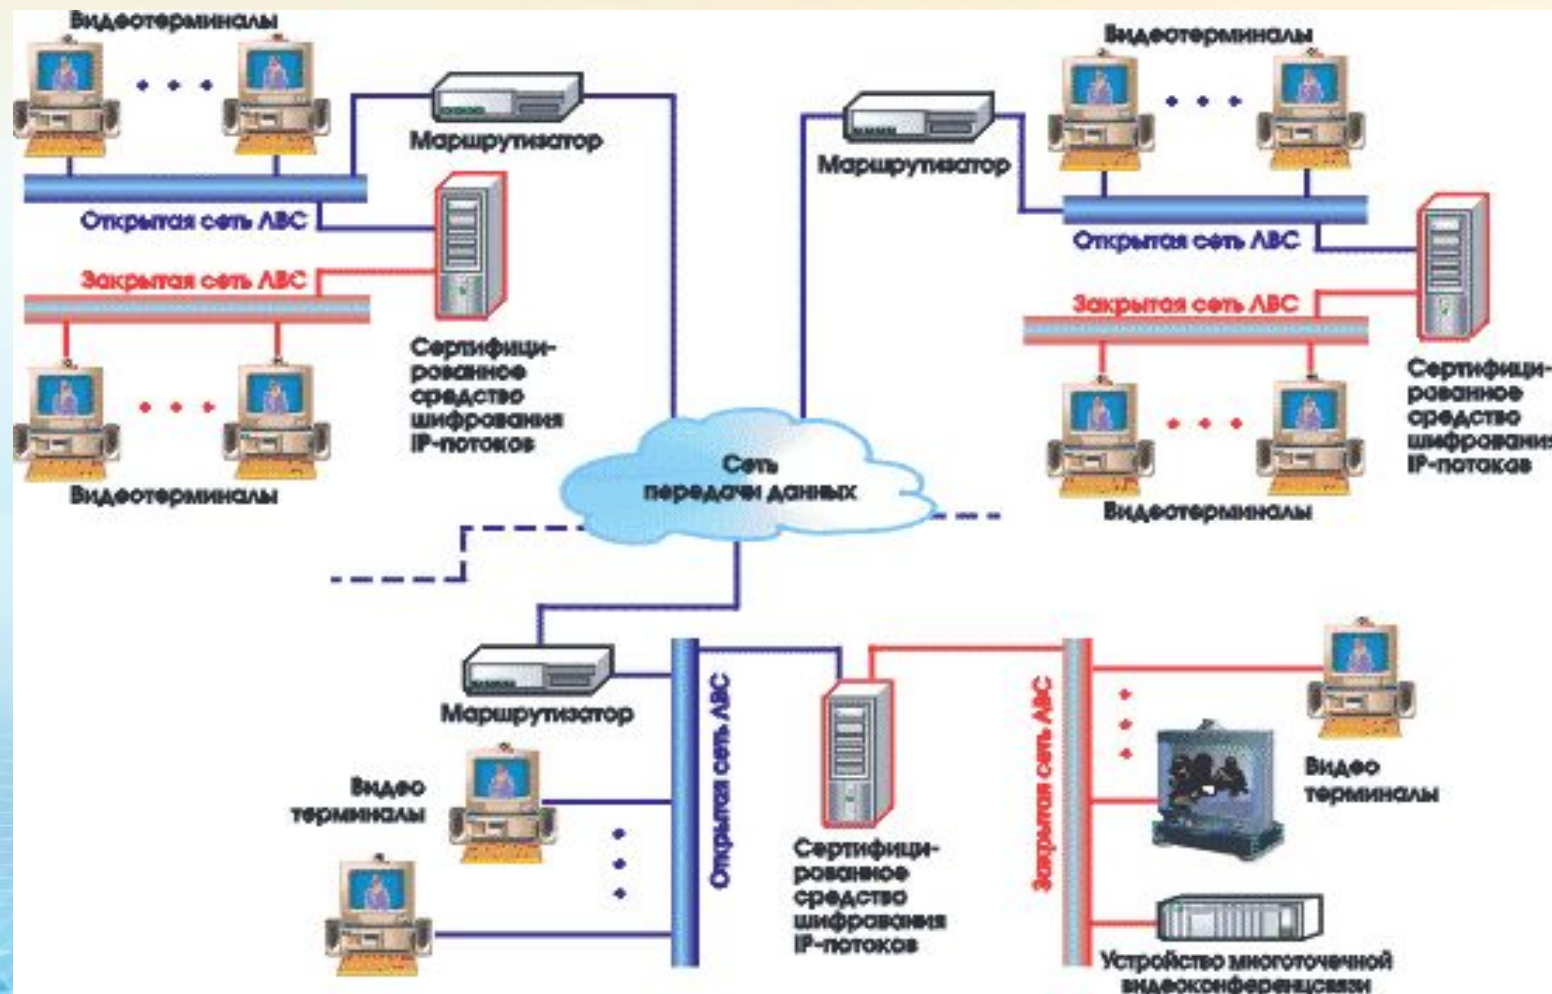 Видеотерминалы
Маршрутизатор
Открытая сеть ЛВС
Закрытая сеть ЛВС
Сертифици-
рованное
средство
шифрования
IP-потоков
Видеотерминалы
Видеотерминалы
Маршрутизатор
Открытая сеть ЛВС
Закрытая сеть ЛВС
Сертифици-
рованное
средство
шифрования
IP-потоков
Видеотерминалы
Сеть
передачи данных
Маршрутизатор
Видео
терминалы
Открытая сеть ЛВС
Сертифици-
рованное
средство
шифрования
IP-потоков
Закрытая сеть ЛВС
Видео
терминалы
Устройство многоточечной
видеоконференцсвязи